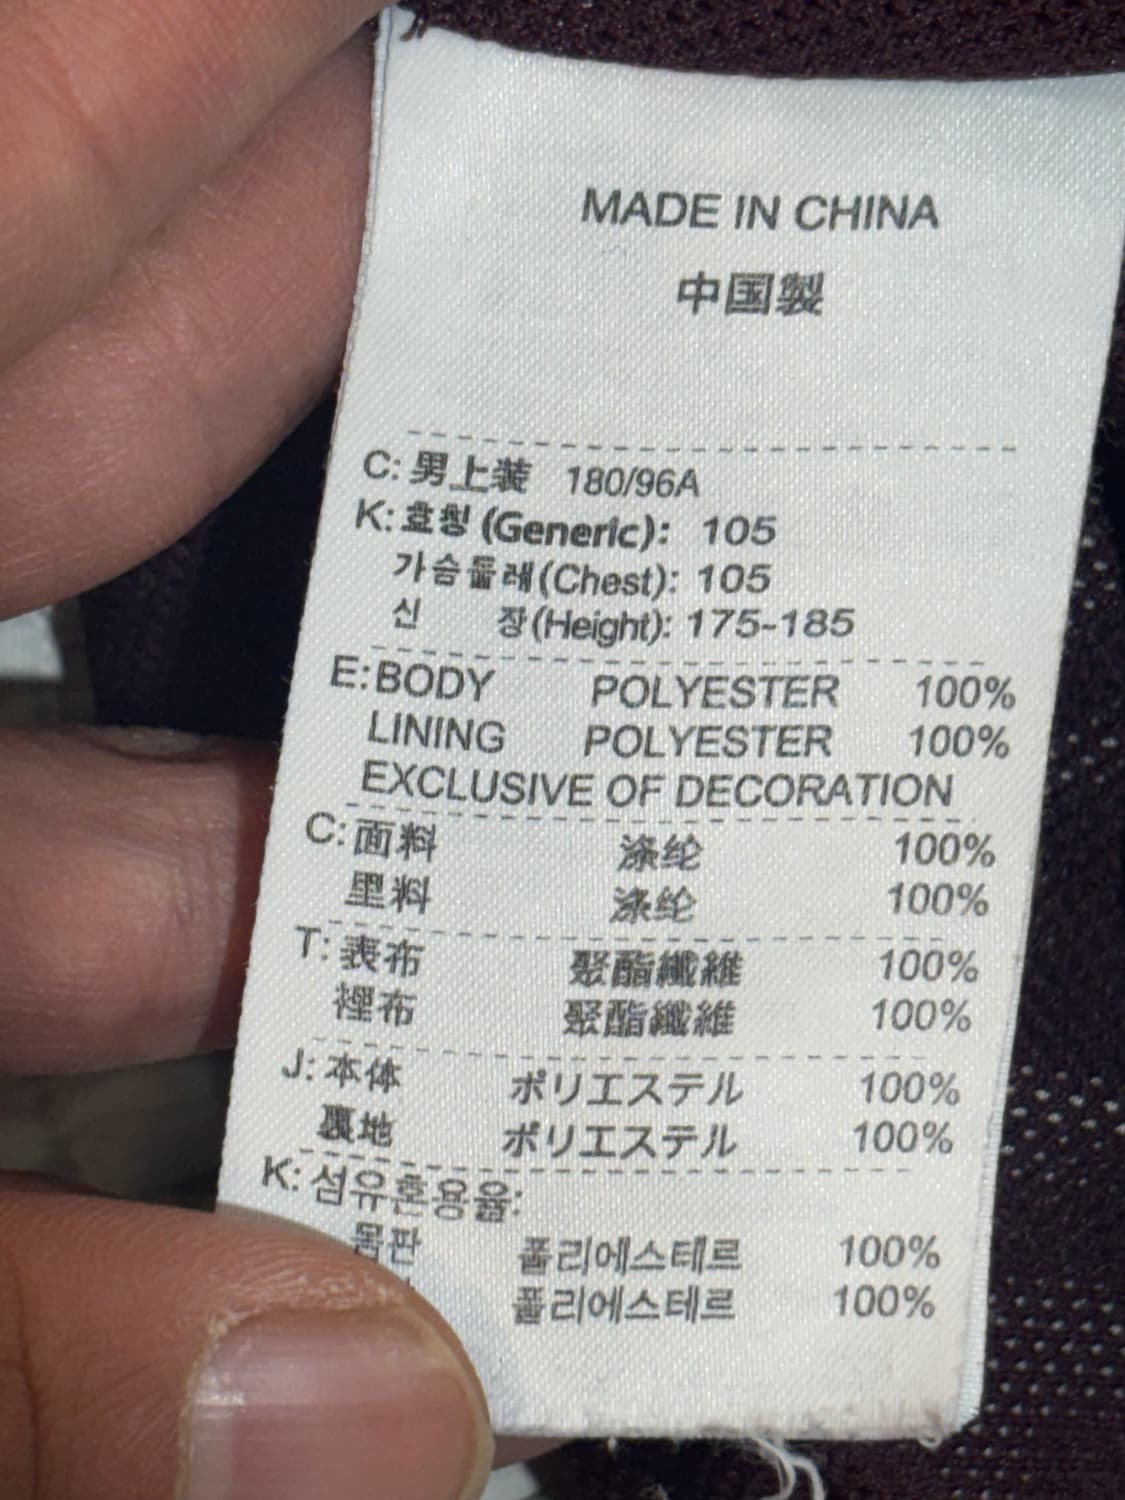 MADE IN CHINA
中国製
C: 男上装 180/96A
K: 호칭 (Generic): 105
가슴둘레(Chest): 105
신 장(Height): 175-185
E: BODY POLYESTER 100%
LINING POLYESTER 100%
EXCLUSIVE OF DECORATION
C: 面料 涤纶 100%
里料 涤纶 100%
T: 表布 聚酯纖維 100%
裡布 聚酯纖維 100%
J: 本体 ポリエステル 100%
裏地 ポリエステル 100%
K: 섬유혼용율:
몸판 폴리에스테르 100%
폴리에스테르 100%